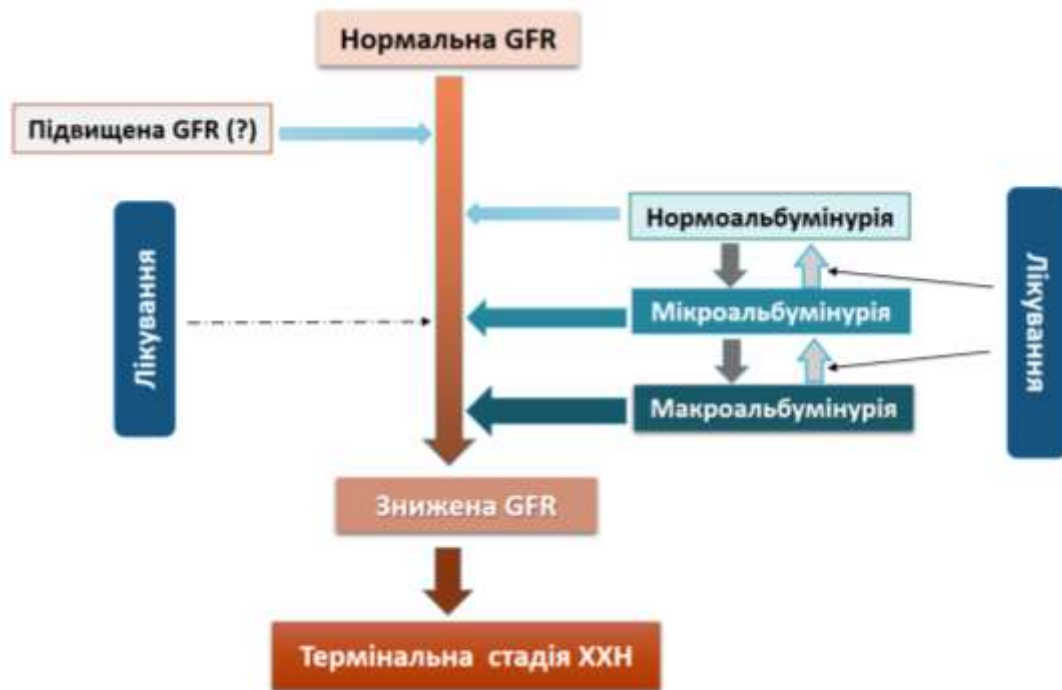 Нормальна GFR
Підвищена GFR (?)
Лікування
Нормоальбумінурія
Мікроальбумінурія
Макроальбумінурія
Лікування
Знижена GFR
Термінальна стадія ХХН